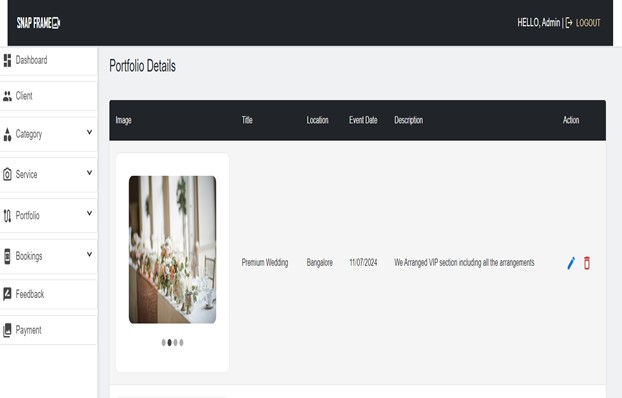 SNAP FRAME
HELLO, Admin | LOGOUT
Dashboard
Client
Category
Service
Portfolio
Bookings
Feedback
Payment
Portfolio Details
Image Title Location Event Date Description Action
Premium Wedding Bangalore 11/07/2024 We Arranged VIP section including all the arrangements